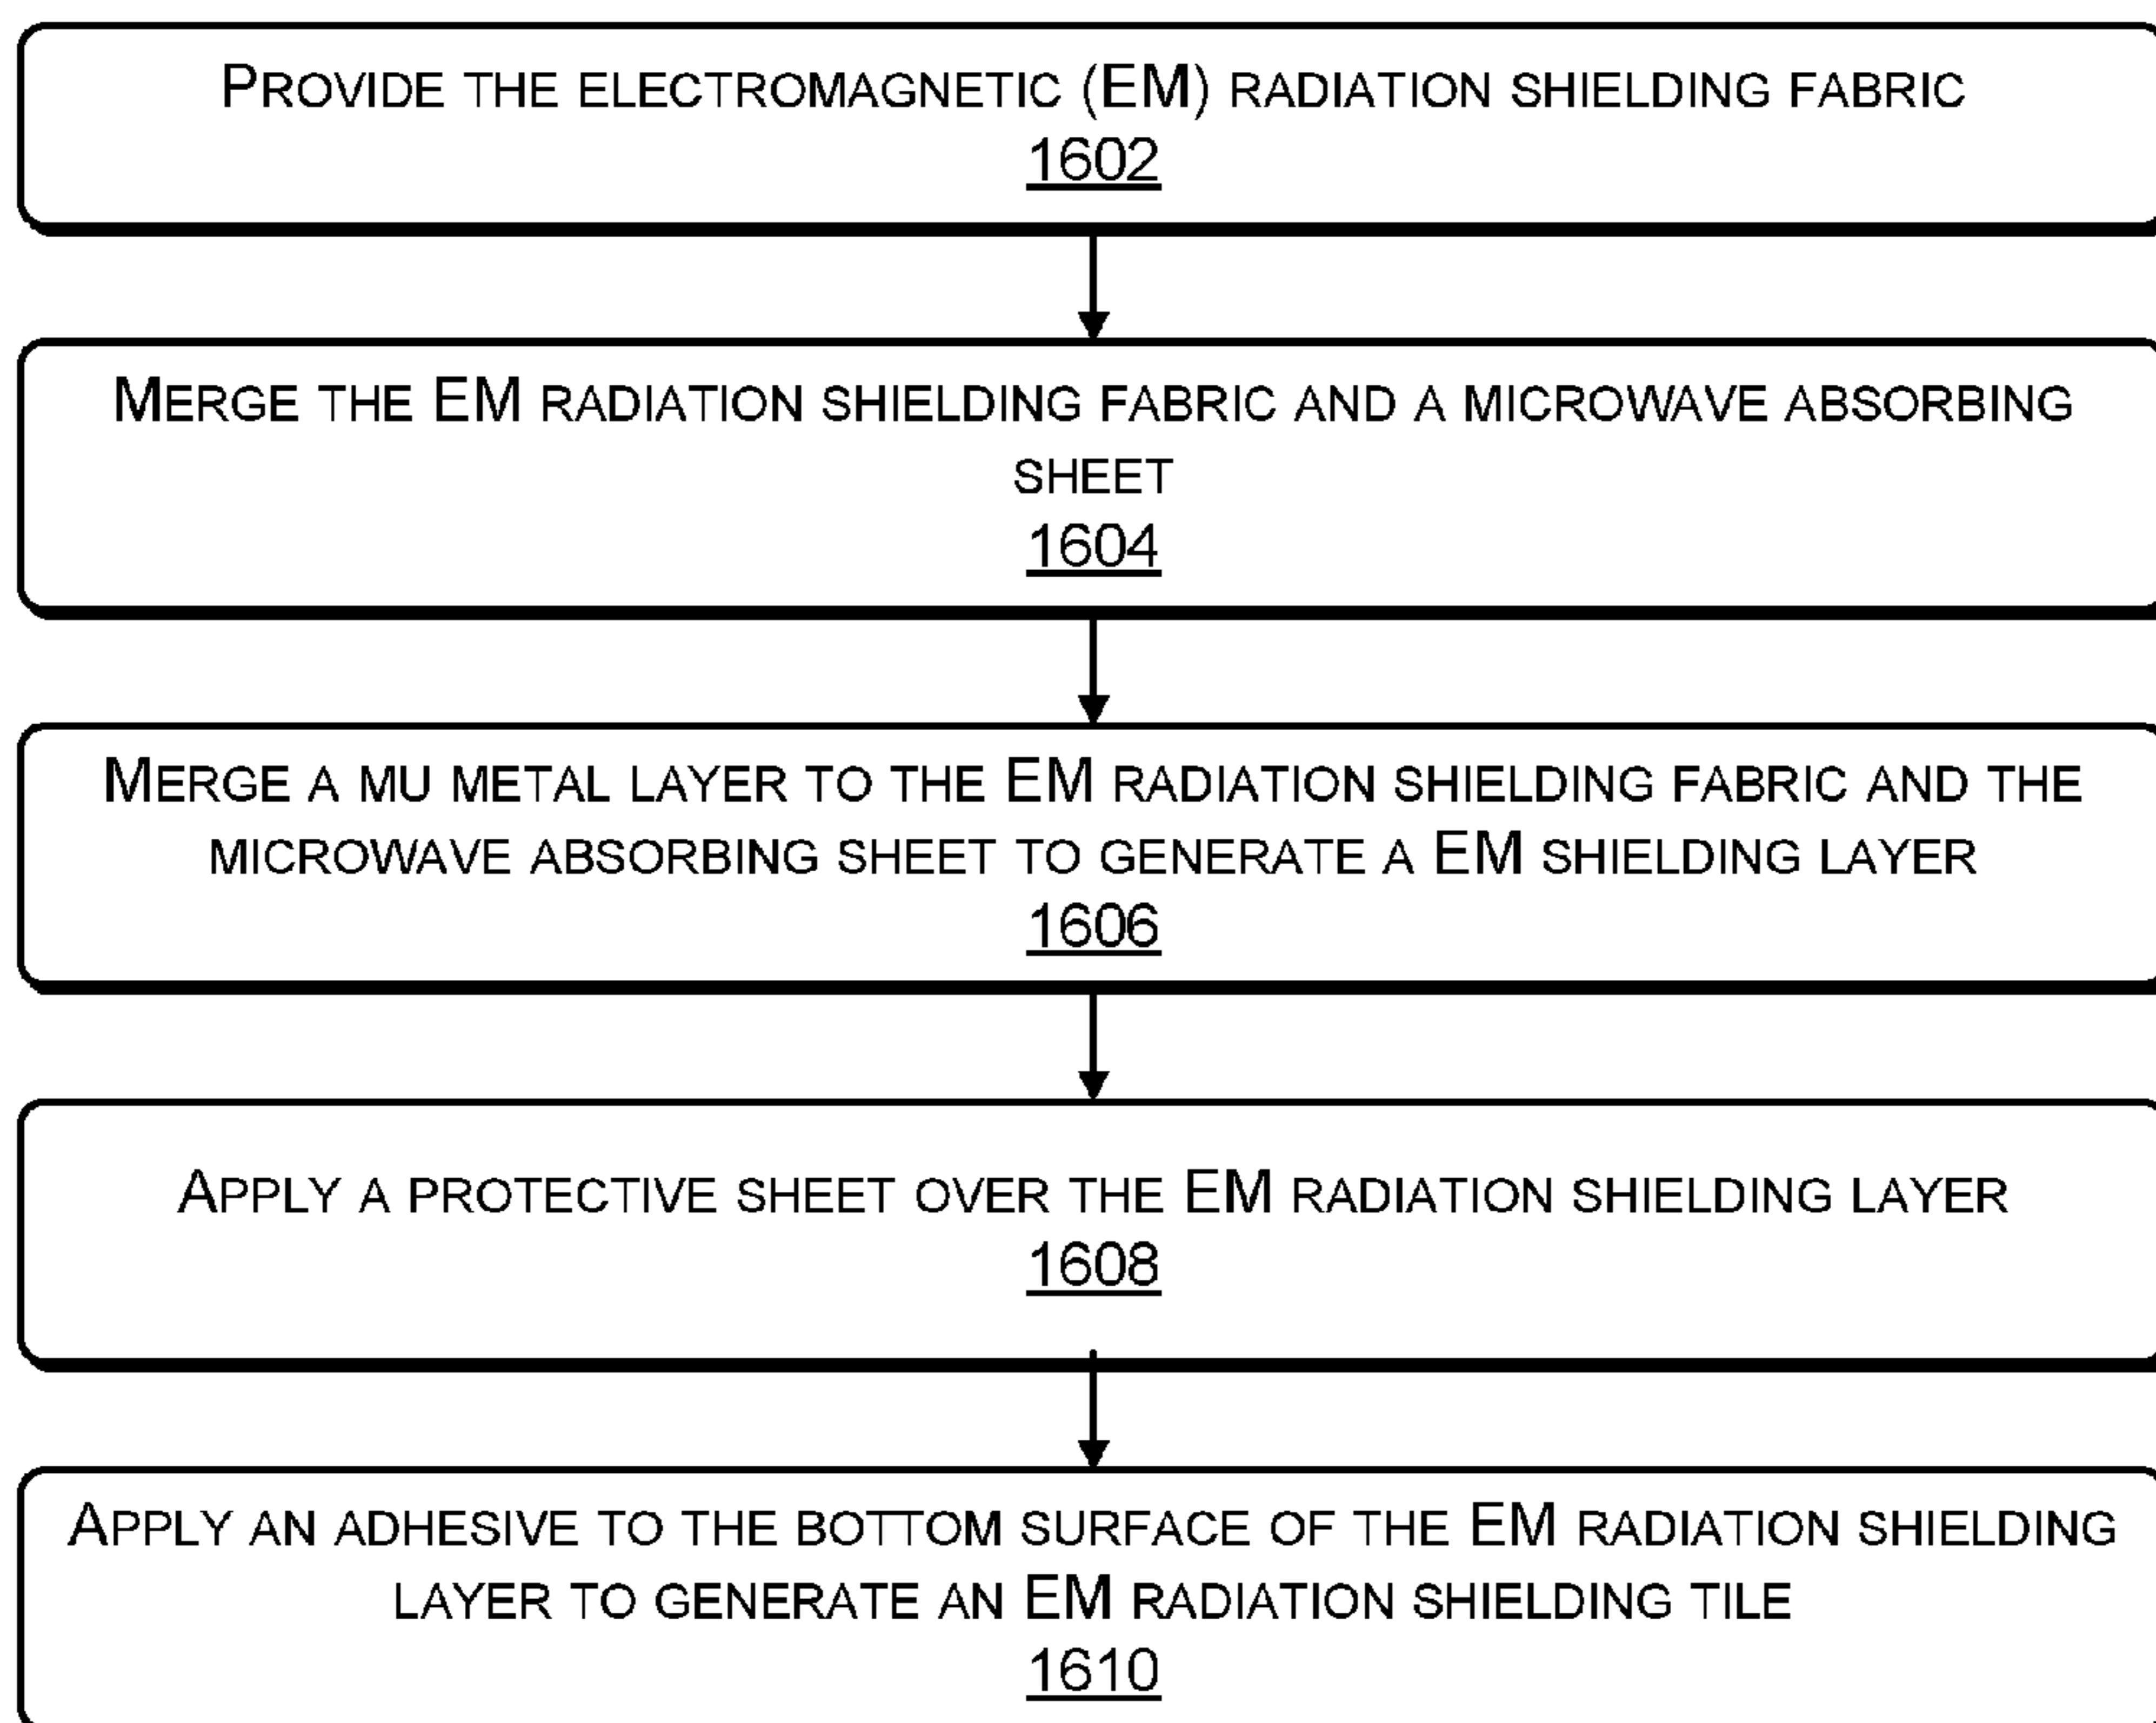 PROVIDE THE ELECTROMAGNETIC (EM) RADIATION SHIELDING FABRIC
1602
MERGE THE EM RADIATION SHIELDING FABRIC AND A MICROWAVE ABSORBING
SHEET
1604
MERGE A MU METAL LAYER TO THE EM RADIATION SHIELDING FABRIC AND THE
MICROWAVE ABSORBING SHEET TO GENERATE A EM SHIELDING LAYER
1606
APPLY A PROTECTIVE SHEET OVER THE EM RADIATION SHIELDING LAYER
1608
APPLY AN ADHESIVE TO THE BOTTOM SURFACE OF THE EM RADIATION SHIELDING
LAYER TO GENERATE AN EM RADIATION SHIELDING TILE
1610